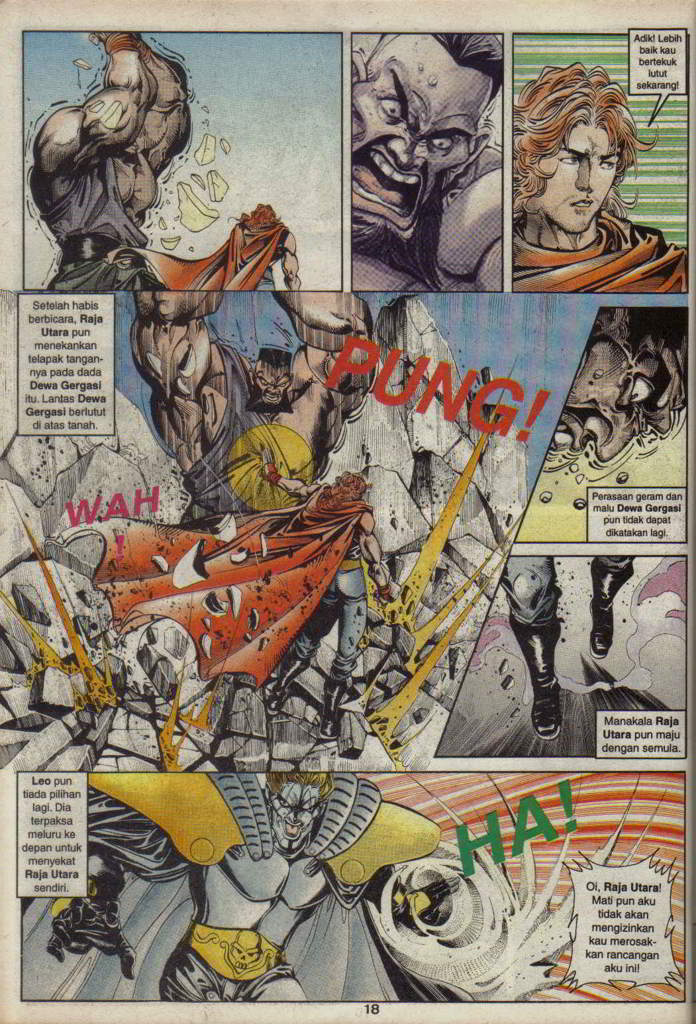 Adik! Lebih
baik kau
bertekuk
lutut
sekarang!
Setelah habis
berbicara, Raja
Utara pun
menekankan
telapak tangan-
nya pada dada
Dewa Gergasi
itu. Lantas Dewa
Gergasi berlutut
di atas tanah.
PUNG!
WAH
!
Perasaan geram dan
malu Dewa Gergasi
pun tidak dapat
dikatakan lagi.
Manakala Raja
Utara pun maju
dengan semula.
Leo pun
tiada pilihan
lagi. Dia
terpaksa
meluru ke
depan untuk
menyekat
Raja Utara
sendiri.
HA!
Oi, Raja Utara!
Mati pun aku
tidak akan
mengizinkan
kau merosak-
kan rancangan
aku ini!
18